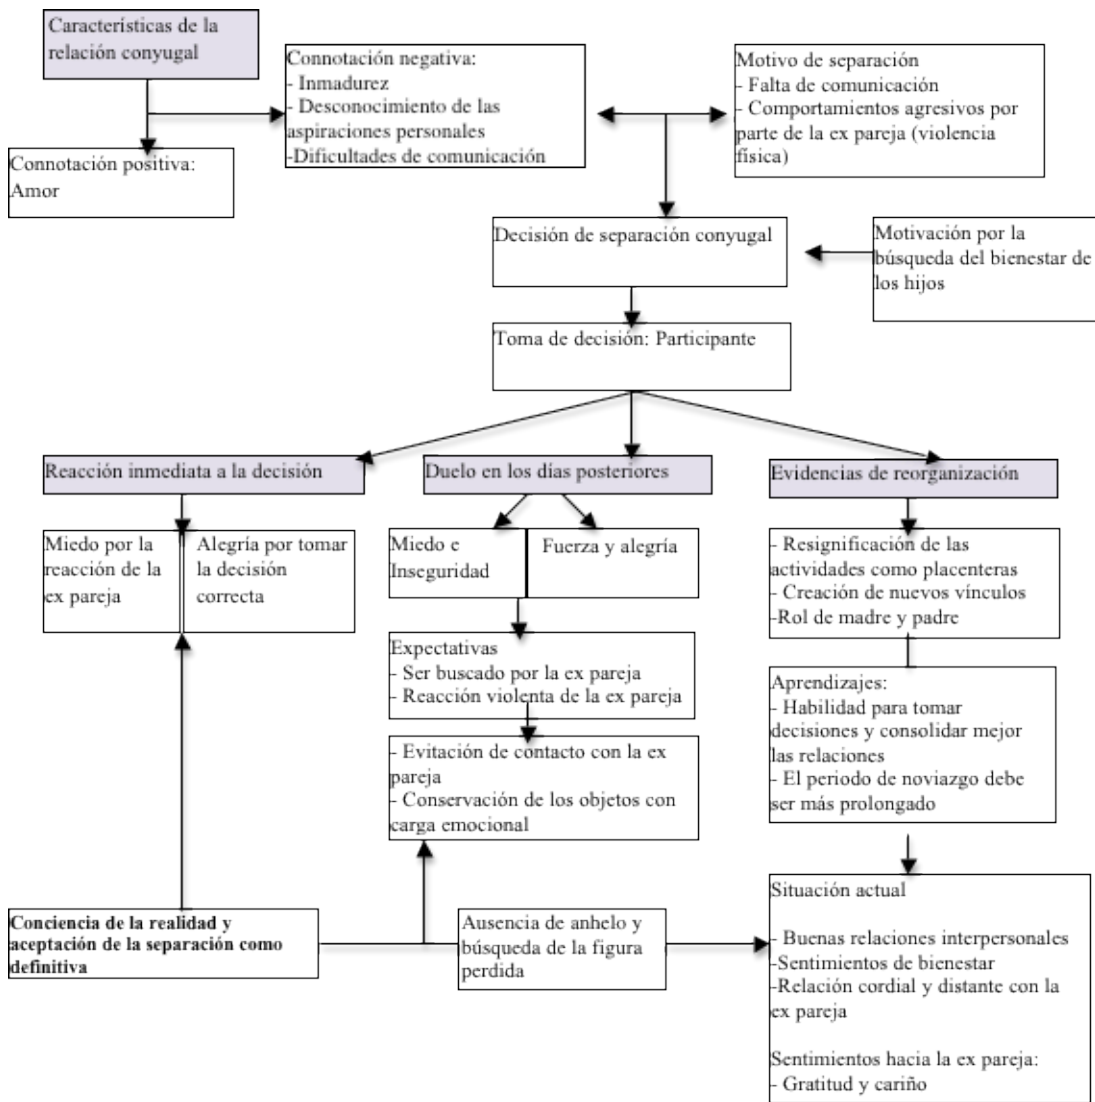 Características de la
relación conyugal
Connotación negativa:
- Inmadurez
- Desconocimiento de las
aspiraciones personales
-Dificultades de comunicación
Motivo de separación
- Falta de comunicación
- Comportamientos agresivos por
parte de la ex pareja (violencia
física)
Connotación positiva:
Amor
Decisión de separación conyugal
Motivación por la
búsqueda del bienestar de
los hijos
Toma de decisión: Participante
Reacción inmediata a la decisión
Duelo en los días posteriores
Evidencias de reorganización
Miedo por la
reacción de la
ex pareja
Alegría por tomar
la decisión
correcta
Miedo e
Inseguridad
Fuerza y alegría
- Resignificación de las
actividades como placenteras
- Creación de nuevos vínculos
-Rol de madre y padre
Expectativas
- Ser buscado por la ex pareja
- Reacción violenta de la ex pareja
Aprendizajes:
- Habilidad para tomar
decisiones y consolidar mejor
las relaciones
- El periodo de noviazgo debe
ser más prolongado
- Evitación de contacto con la ex
pareja
- Conservación de los objetos con
carga emocional
Conciencia de la realidad y
aceptación de la separación como
definitiva
Ausencia de anhelo y
búsqueda de la figura
perdida
Situación actual
- Buenas relaciones interpersonales
-Sentimientos de bienestar
-Relación cordial y distante con la
ex pareja
Sentimientos hacia la ex pareja:
- Gratitud y cariño